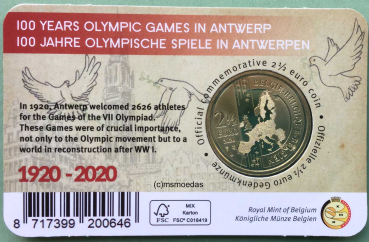 100 YEARS OLYMPIC GAMES IN ANTWERP
100 JAHRE OLYMPISCHE SPIELE IN ANTWERPEN
In 1920, Antwerp welcomed 2626 athletes
for the Games of the VII Olympiad.
These Games were of crucial importance,
not only to the Olympic movement but to a
world in reconstruction after WW I.
1920-2020
Official commemorative 2½ euro coin
Offizielle 2½ euro Gedenkmünze
2½
EURO
(c)msmoedas
8 717399 200646
FSC
MIX
Karton
FSC® C018419
Royal Mint of Belgium
Königliche Münze Belgien